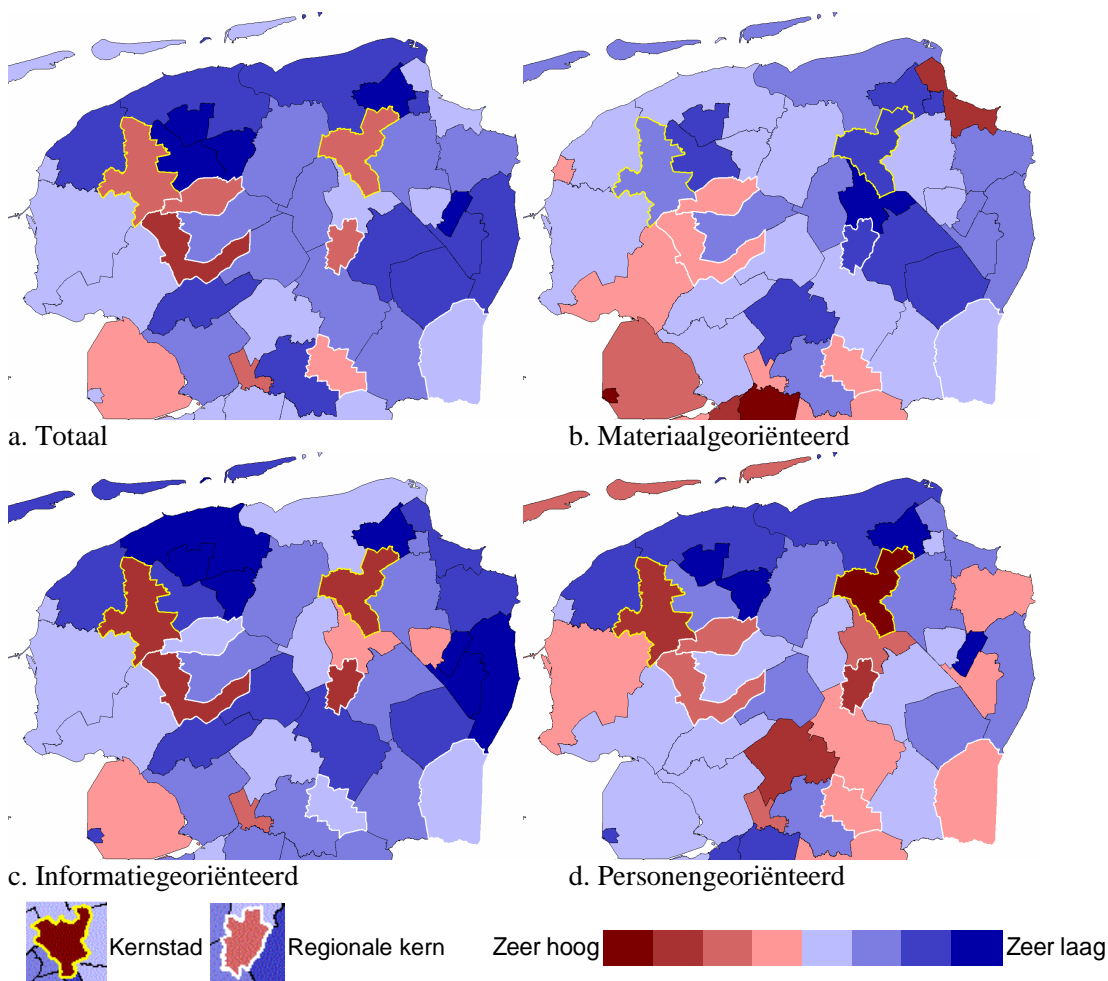 a. Totaal
b. Materiaalgeoriënteerd
c. Informatiegeoriënteerd
d. Personengeoriënteerd
Kernstad
Regionale kern
Zeer hoog
Zeer laag